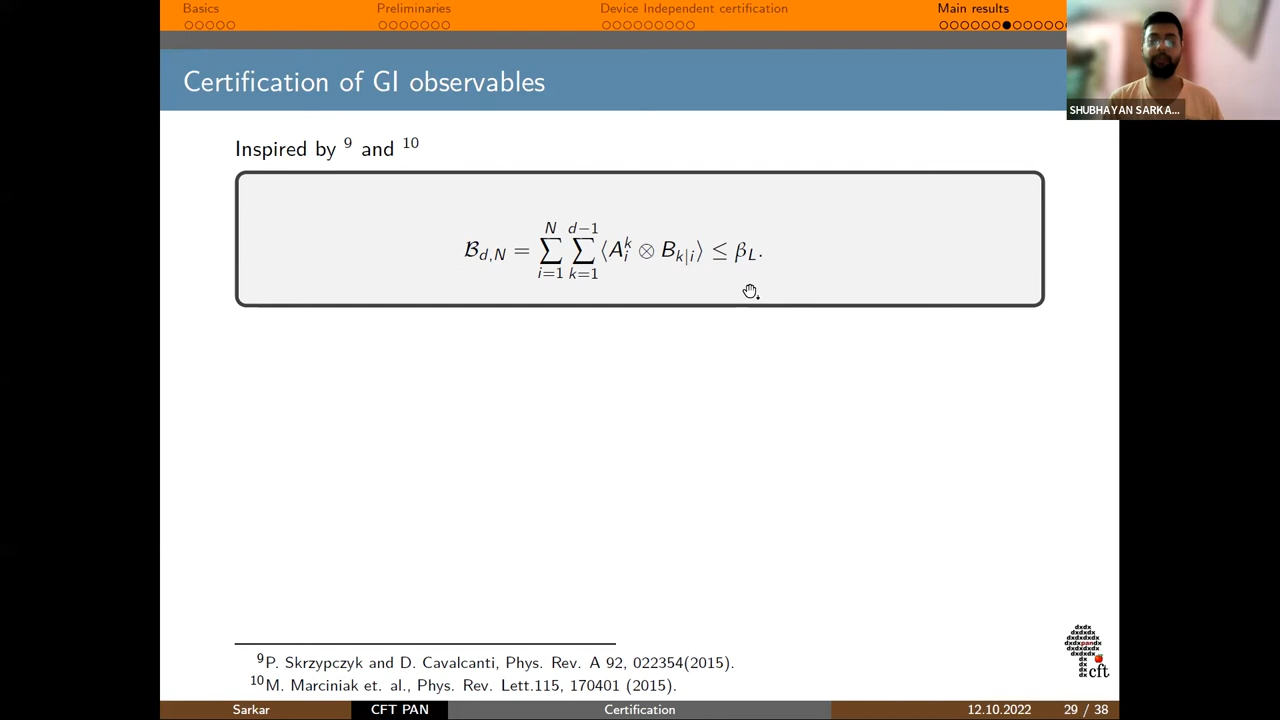 Basics Preliminaries Device Independent certification Main results
SHUBHAYAN SARKA...
Certification of GI observables
Inspired by ⁹ and ¹⁰
ℬ_{d,N} = ∑_{i=1}^{N} ∑_{k=1}^{d−1} ⟨A_i^k ⊗ B_{k|i}⟩ ≤ β_L.
⁹P. Skrzypczyk and D. Cavalcanti, Phys. Rev. A 92, 022354(2015).
¹⁰M. Marciniak et. al., Phys. Rev. Lett.115, 170401 (2015).
cft
Sarkar CFT PAN Certification 12.10.2022 29 / 38